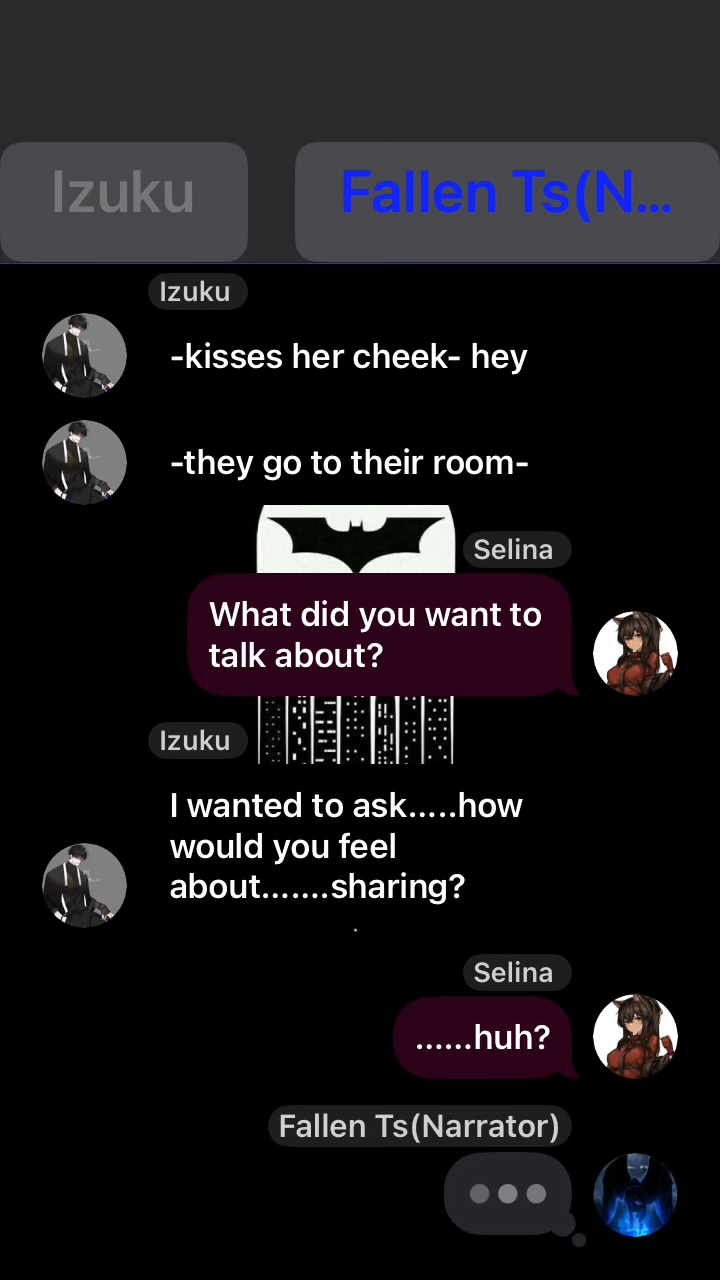 Izuku
Fallen Ts(N...
Izuku
-kisses her cheek- hey
-they go to their room-
Selina
What did you want to
talk about?
Izuku
I wanted to ask.....how
would you feel
about.......sharing?
Selina
......huh?
Fallen Ts(Narrator)